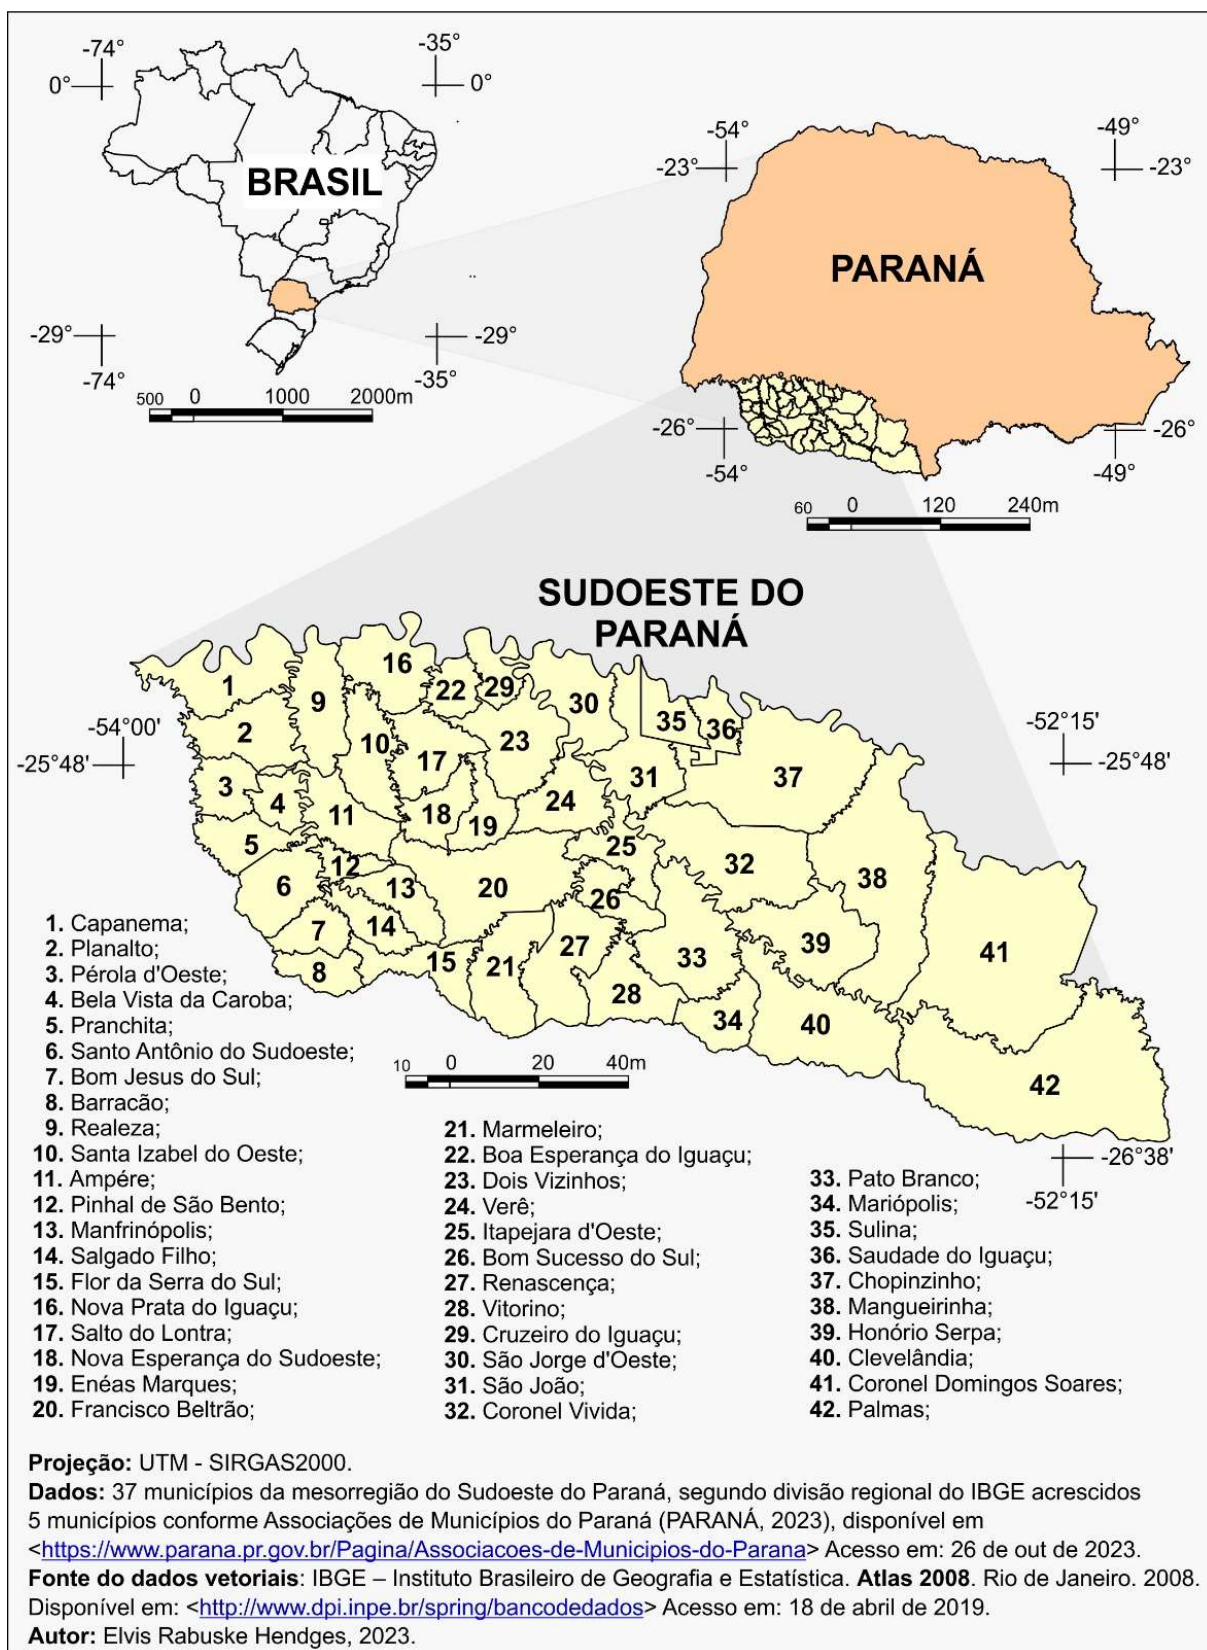 -74°
-35°
0°
0°
BRASIL
-29°
-29°
-74°
-35°
500 0 1000 2000m
-54°
-49°
-23°
-23°
PARANÁ
-26°
-26°
-54°
-49°
60 0 120 240m
SUDOESTE DO
PARANÁ
-54°00'
-25°48'
-52°15'
-25°48'
1
2
3
4
5
6
7
8
9
10
11
12
13
14
15
16
17
18
19
20
21
22
23
24
25
26
27
28
29
30
31
32
33
34
35
36
37
38
39
40
41
42
10 0 20 40m
-26°38'
-52°15'
1. Capanema;
2. Planalto;
3. Pérola d'Oeste;
4. Bela Vista da Caroba;
5. Pranchita;
6. Santo Antônio do Sudoeste;
7. Bom Jesus do Sul;
8. Barracão;
9. Realeza;
10. Santa Izabel do Oeste;
11. Ampére;
12. Pinhal de São Bento;
13. Manfrinópolis;
14. Salgado Filho;
15. Flor da Serra do Sul;
16. Nova Prata do Iguaçu;
17. Salto do Lontra;
18. Nova Esperança do Sudoeste;
19. Enéas Marques;
20. Francisco Beltrão;
21. Marmeleiro;
22. Boa Esperança do Iguaçu;
23. Dois Vizinhos;
24. Verê;
25. Itapejara d'Oeste;
26. Bom Sucesso do Sul;
27. Renascença;
28. Vitorino;
29. Cruzeiro do Iguaçu;
30. São Jorge d'Oeste;
31. São João;
32. Coronel Vivida;
33. Pato Branco;
34. Mariópolis;
35. Sulina;
36. Saudade do Iguaçu;
37. Chopinzinho;
38. Mangueirinha;
39. Honório Serpa;
40. Clevelândia;
41. Coronel Domingos Soares;
42. Palmas;
Projeção: UTM - SIRGAS2000.
Dados: 37 municípios da mesorregião do Sudoeste do Paraná, segundo divisão regional do IBGE acrescidos
5 municípios conforme Associações de Municípios do Paraná (PARANÁ, 2023), disponível em
<https://www.parana.pr.gov.br/Pagina/Associacoes-de-Municipios-do-Parana> Acesso em: 26 de out de 2023.
Fonte do dados vetoriais: IBGE – Instituto Brasileiro de Geografia e Estatística. Atlas 2008. Rio de Janeiro. 2008.
Disponível em: <http://www.dpi.inpe.br/spring/bancodedados> Acesso em: 18 de abril de 2019.
Autor: Elvis Rabuske Hendges, 2023.